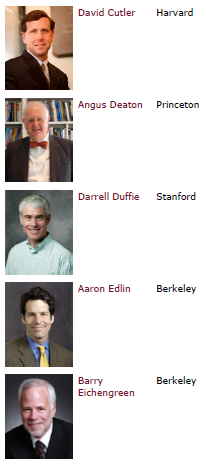 David Cutler Harvard
Angus Deaton Princeton
Darrell Duffie Stanford
Aaron Edlin Berkeley
Barry Berkeley
Eichengreen